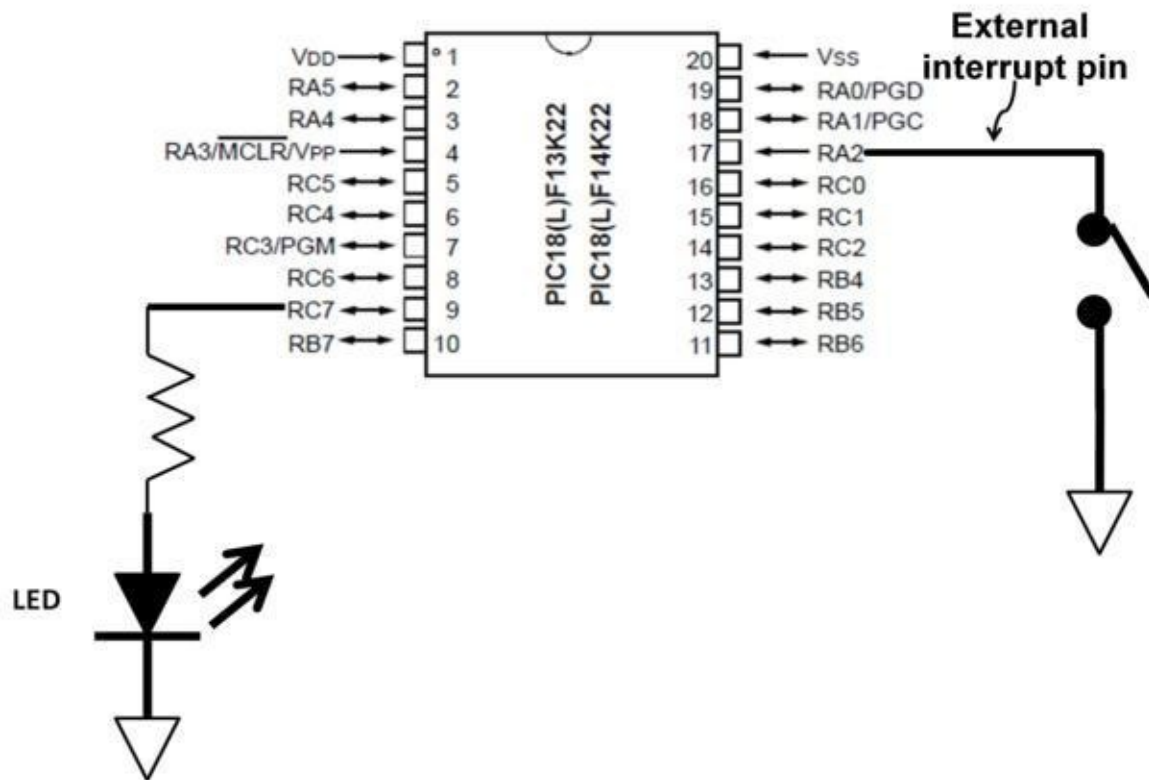 External
interrupt pin
VDD
RA5
RA4
RA3/MCLR/VPP
RC5
RC4
RC3/PGM
RC6
RC7
RB7
1
2
3
4
5
6
7
8
9
10
PIC18(L)F13K22
PIC18(L)F14K22
20
19
18
17
16
15
14
13
12
11
VSS
RA0/PGD
RA1/PGC
RA2
RC0
RC1
RC2
RB4
RB5
RB6
LED